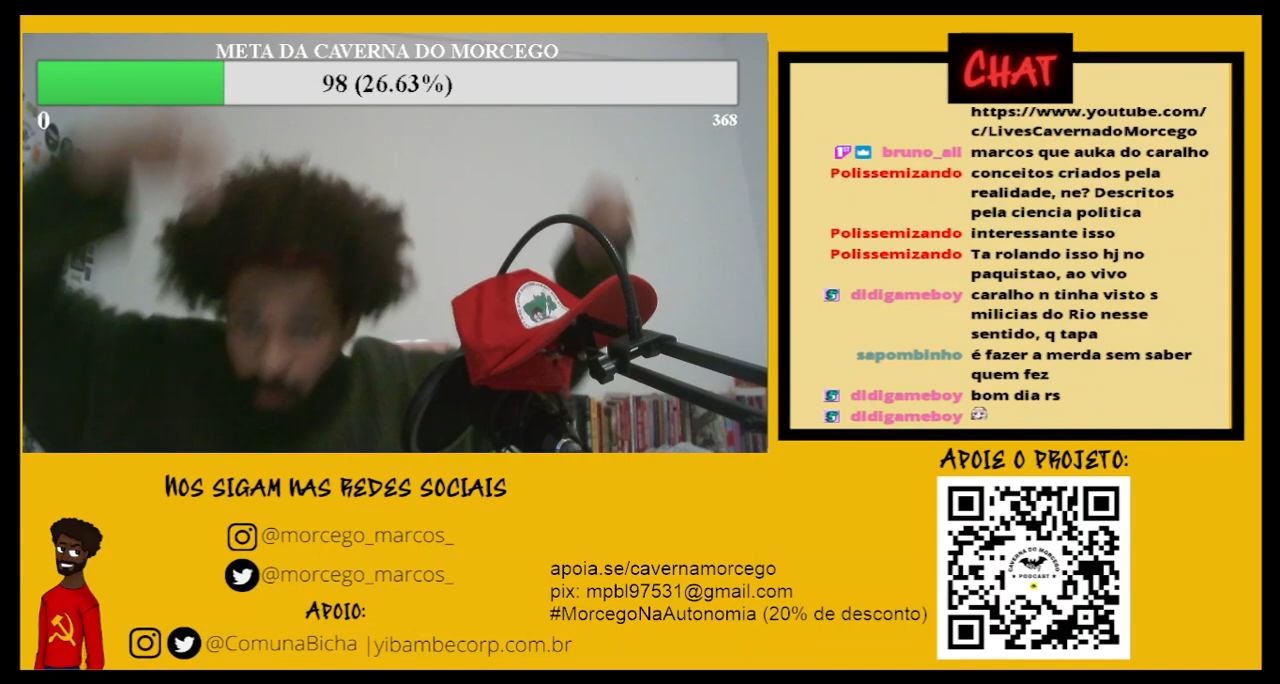 META DA CAVERNA DO MORCEGO
98 (26.63%)
0
368
CHAT
https://www.youtube.com/
c/LivesCavernadoMorcego
bruno_all marcos que auka do caralho
Polissemizando conceitos criados pela
realidade, ne? Descritos
pela ciencia politica
Polissemizando interessante isso
Polissemizando Ta rolando isso hj no
paquistao, ao vivo
didigameboy caralho n tinha visto s
milicias do Rio nesse
sentido, q tapa
sapombinho é fazer a merda sem saber
quem fez
didigameboy bom dia rs
didigameboy
APOIE O PROJETO:
CAVERNA DO MORCEGO
PODCAST
NOS SIGAM NAS REDES SOCIAIS
@morcego_marcos_
@morcego_marcos_
APOIO:
@ComunaBicha |yibambecorp.com.br
apoia.se/cavernamorcego
pix: mpbl97531@gmail.com
#MorcegoNaAutonomia (20% de desconto)